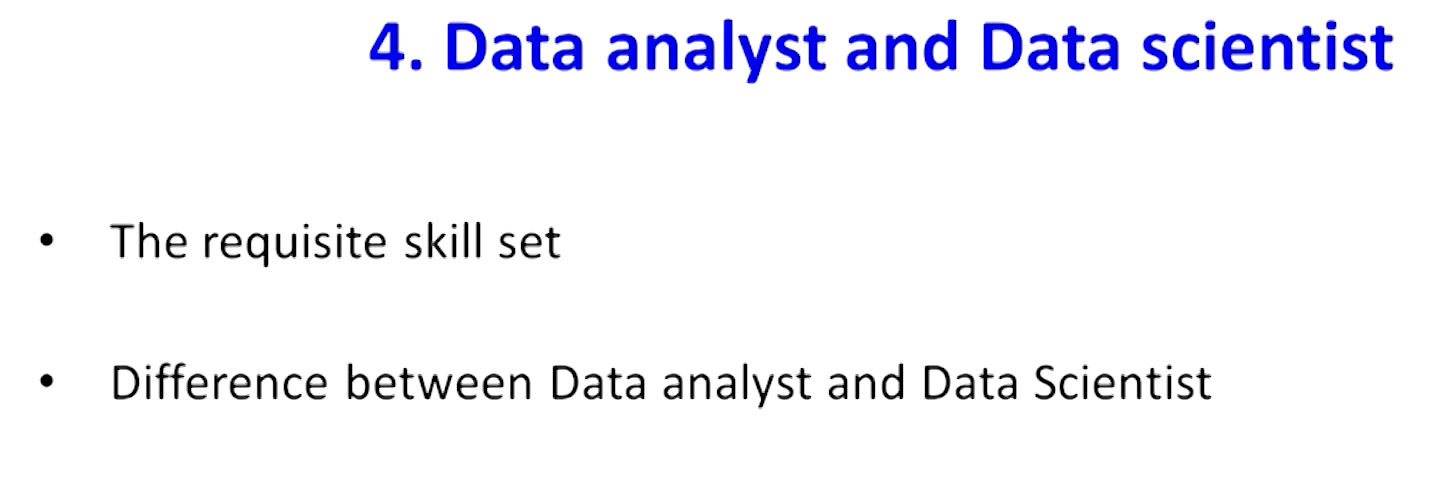 4. Data analyst and Data scientist
• The requisite skill set
• Difference between Data analyst and Data Scientist